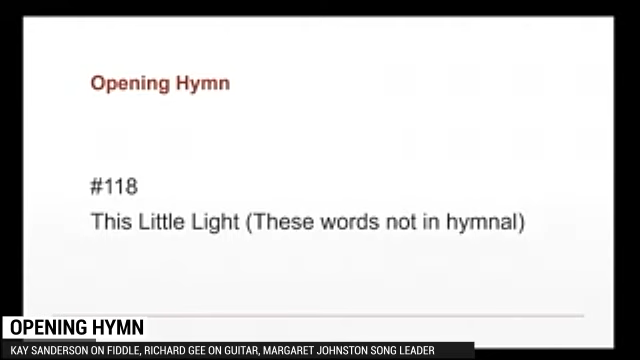 Opening Hymn
#118
This Little Light (These words not in hymnal)
OPENING HYMN
KAY SANDERSON ON FIDDLE, RICHARD GEE ON GUITAR, MARGARET JOHNSTON SONG LEADER